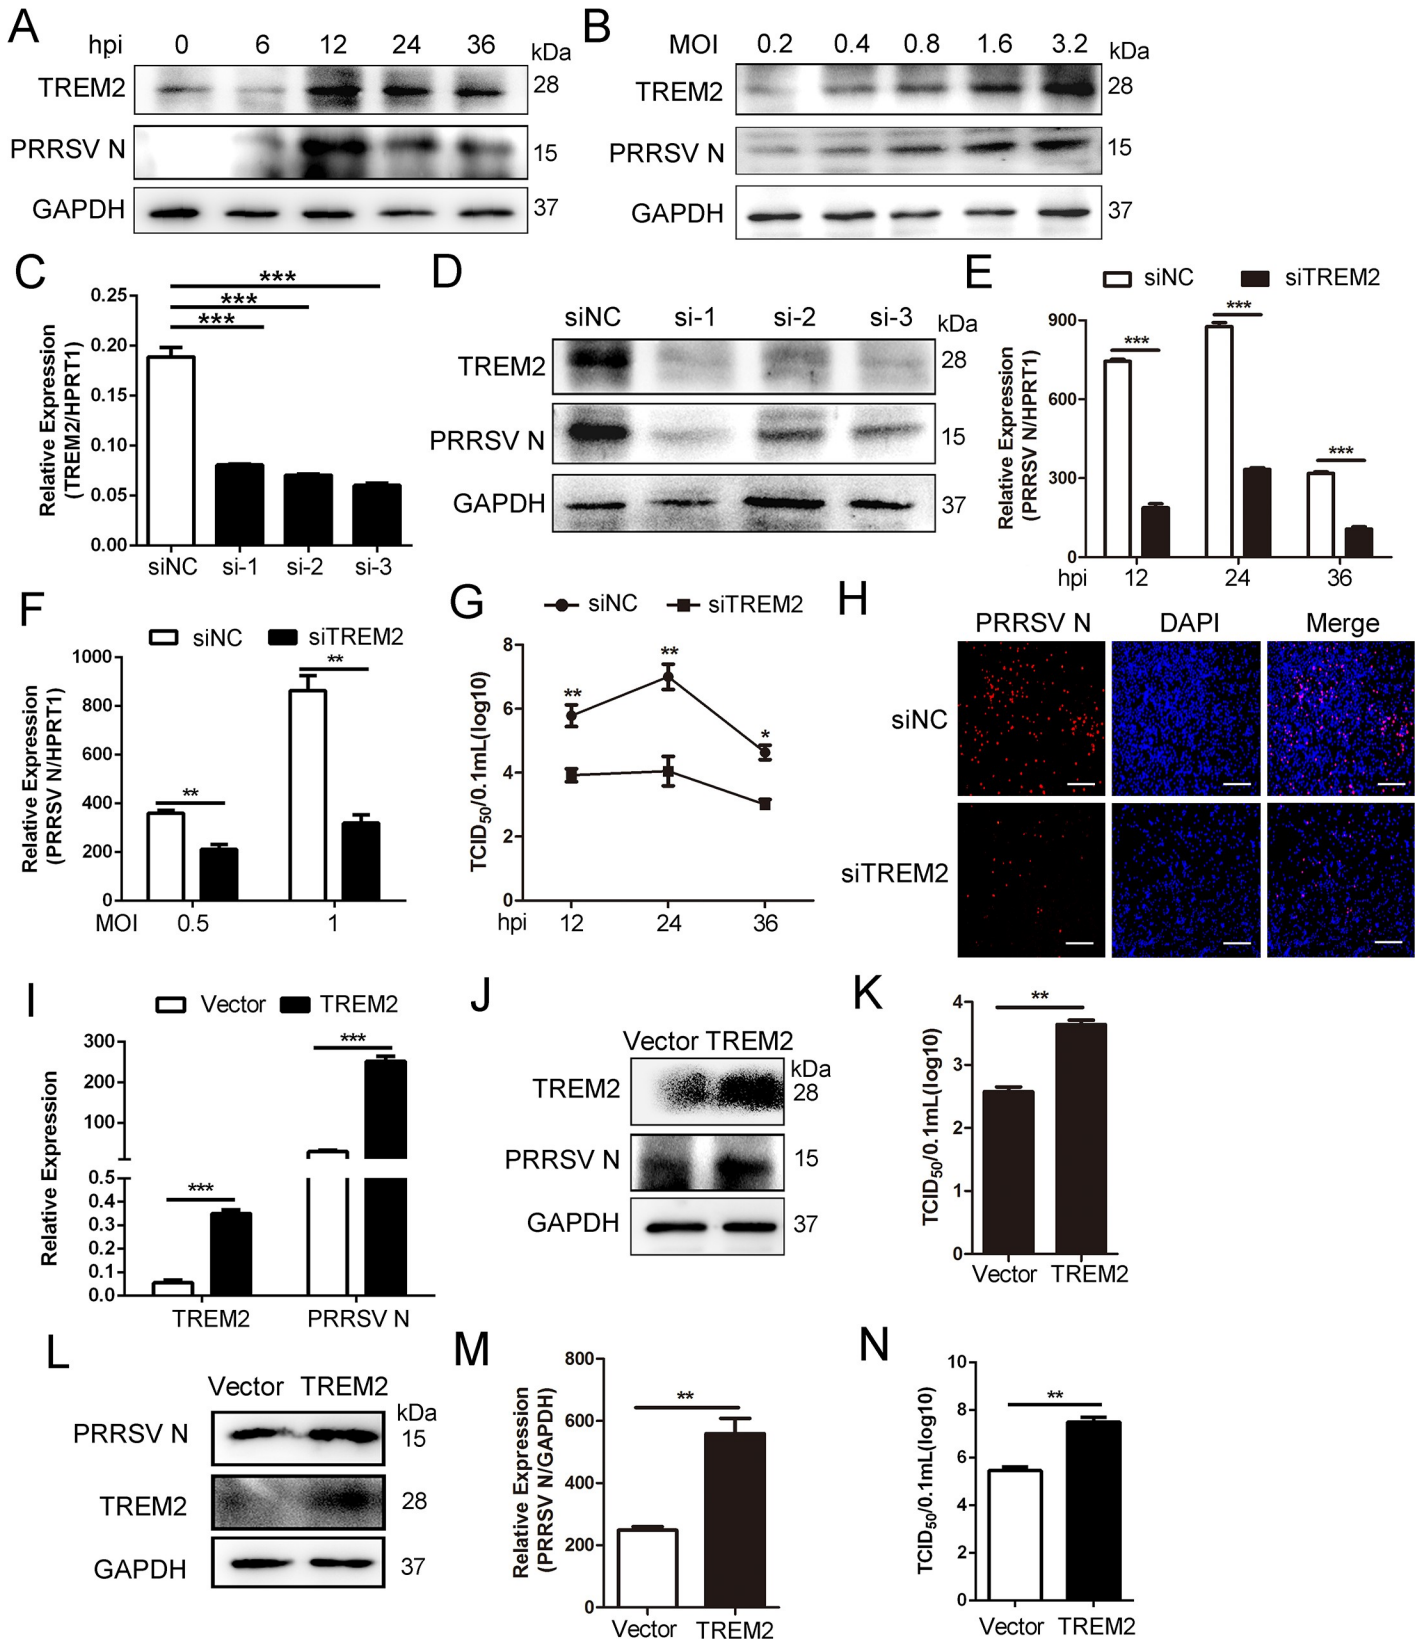 A
hpi 0 6 12 24 36 kDa
TREM2 28
PRRSV N 15
GAPDH 37
B
MOI 0.2 0.4 0.8 1.6 3.2 kDa
TREM2 28
PRRSV N 15
GAPDH 37
C
Relative Expression
(TREM2/HPRT1)
0.25
0.20
0.15
0.10
0.05
0.00
***
***
***
siNC si-1 si-2 si-3
D
siNC si-1 si-2 si-3 kDa
TREM2 28
PRRSV N 15
GAPDH 37
E
siNC siTREM2
Relative Expression
(PRRSV N/HPRT1)
900
600
300
0
*** *** ***
hpi 12 24 36
F
siNC siTREM2
Relative Expression
(PRRSV N/HPRT1)
1000
800
600
400
200
0
** **
MOI 0.5 1
G
siNC siTREM2
TCID50/0.1mL(log10)
8
6
4
2
0
** ** *
hpi 12 24 36
H
PRRSV N DAPI Merge
siNC
siTREM2
I
Vector TREM2
Relative Expression Relative Expression
300
200
100
0.5
0.4
0.3
0.2
0.1
0.0
*** ***
TREM2 PRRSV N
J
Vector TREM2
kDa
TREM2 28
PRRSV N 15
GAPDH 37
K
TCID50/0.1mL(log10)
4
3
2
1
0
**
Vector TREM2
L
Vector TREM2
kDa
PRRSV N 15
TREM2 28
GAPDH 37
M
Relative Expression
(PRRSV N/GAPDH)
800
600
400
200
0
**
Vector TREM2
N
TCID50/0.1mL(log10)
10
8
6
4
2
0
**
Vector TREM2